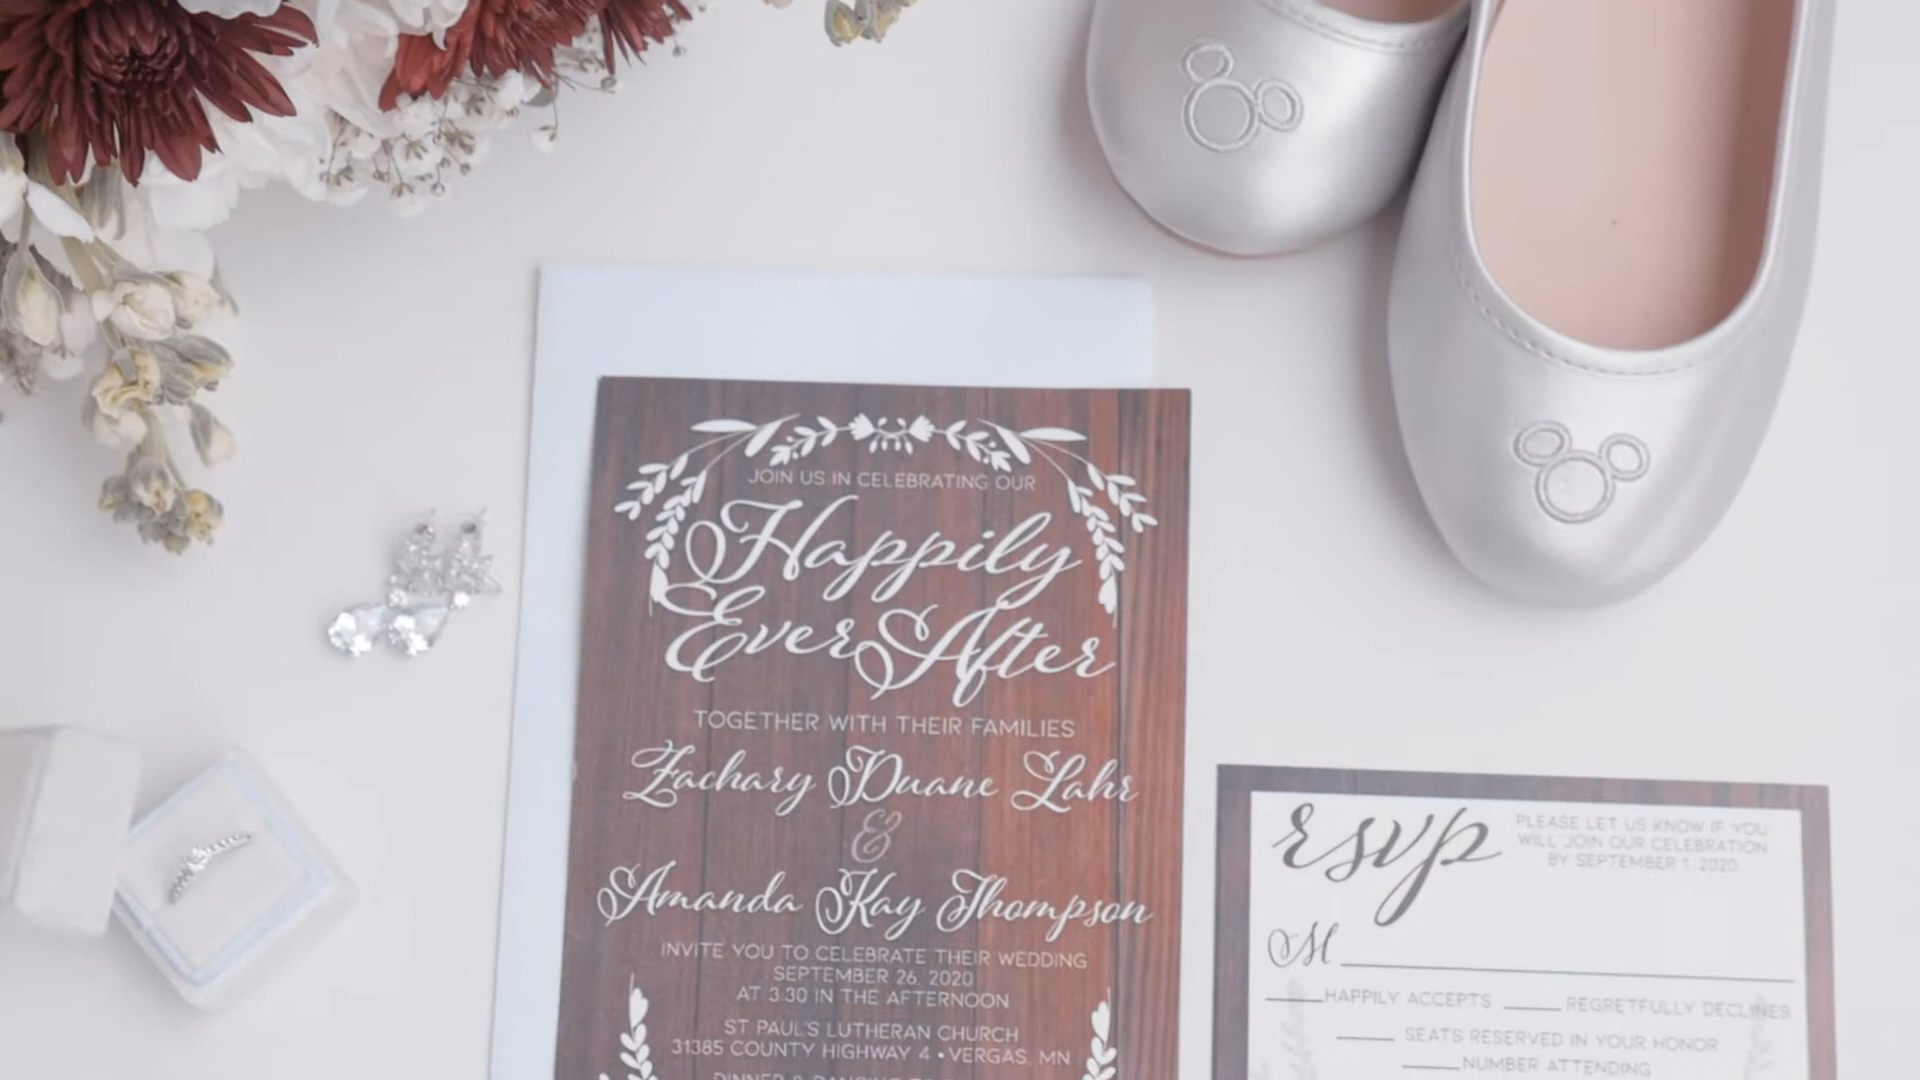 JOIN US IN CELEBRATING OUR
Happily
Ever After
TOGETHER WITH THEIR FAMILIES
Zachary Duane Lahr
&
Amanda Kay Thompson
INVITE YOU TO CELEBRATE THEIR WEDDING
SEPTEMBER 26, 2020
AT 3:30 IN THE AFTERNOON
ST PAUL'S LUTHERAN CHURCH
31385 COUNTY HIGHWAY 4 • VERGAS, MN
DINNER & DANCING TO
rsvp
PLEASE LET US KNOW IF YOU
WILL JOIN OUR CELEBRATION
BY SEPTEMBER 1, 2020
M
HAPPILY ACCEPTS REGRETFULLY DECLINES
SEATS RESERVED IN YOUR HONOR
NUMBER ATTENDING